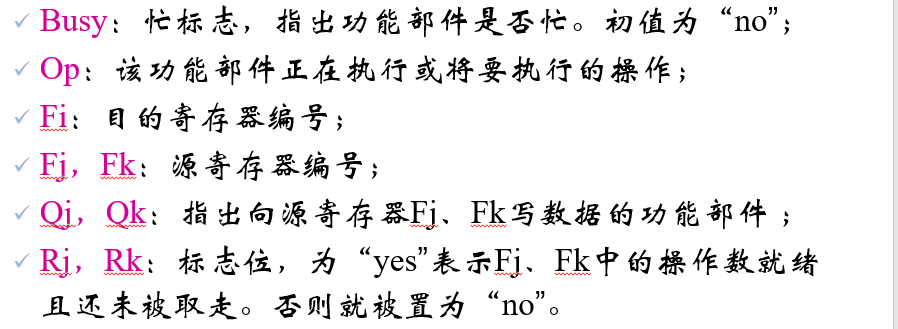 Busy：忙标志，指出功能部件是否忙。初值为“no”；
Op：该功能部件正在执行或将要执行的操作；
Fi：目的寄存器编号；
Fj，Fk：源寄存器编号；
Qj，Qk：指出向源寄存器Fj、Fk写数据的功能部件 ；
Rj，Rk：标志位，为“yes”表示Fj、Fk中的操作数就绪
且还未被取走。否则就被置为“no”。